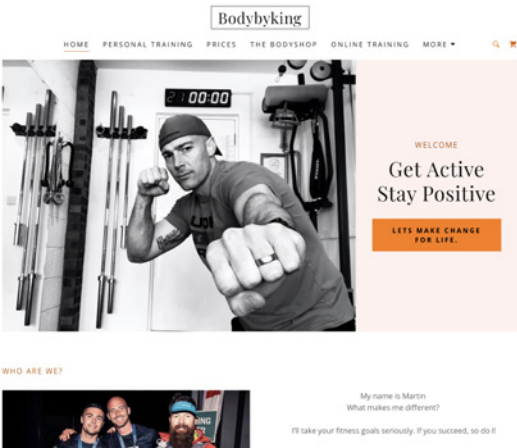 Bodybyking
HOME PERSONAL TRAINING PRICES THE BODYSHOP ONLINE TRAINING MORE
00:00
WELCOME
Get Active
Stay Positive
LETS MAKE CHANGE
FOR LIFE.
WHO ARE WE?
My name is Martin
What makes me different?
I'll take your fitness goals seriously. If you succeed, so do I!